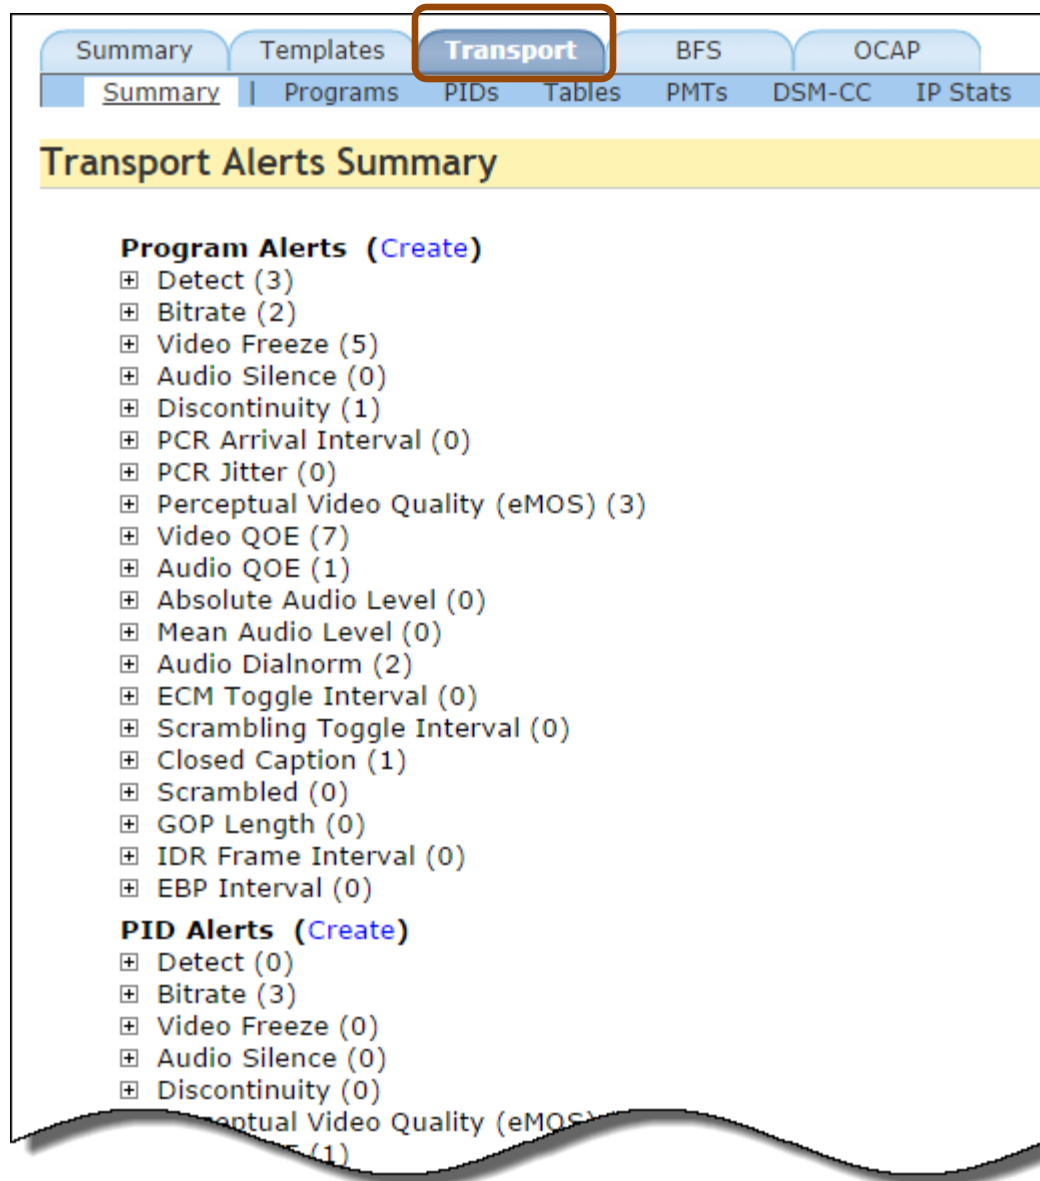 Summary Templates Transport BFS OCAP
Summary | Programs PIDs Tables PMTs DSM-CC IP Stats
Transport Alerts Summary
Program Alerts (Create)
Detect (3)
Bitrate (2)
Video Freeze (5)
Audio Silence (0)
Discontinuity (1)
PCR Arrival Interval (0)
PCR Jitter (0)
Perceptual Video Quality (eMOS) (3)
Video QOE (7)
Audio QOE (1)
Absolute Audio Level (0)
Mean Audio Level (0)
Audio Dialnorm (2)
ECM Toggle Interval (0)
Scrambling Toggle Interval (0)
Closed Caption (1)
Scrambled (0)
GOP Length (0)
IDR Frame Interval (0)
EBP Interval (0)
PID Alerts (Create)
Detect (0)
Bitrate (3)
Video Freeze (0)
Audio Silence (0)
Discontinuity (0)
Video Quality (eMOS)
(1)